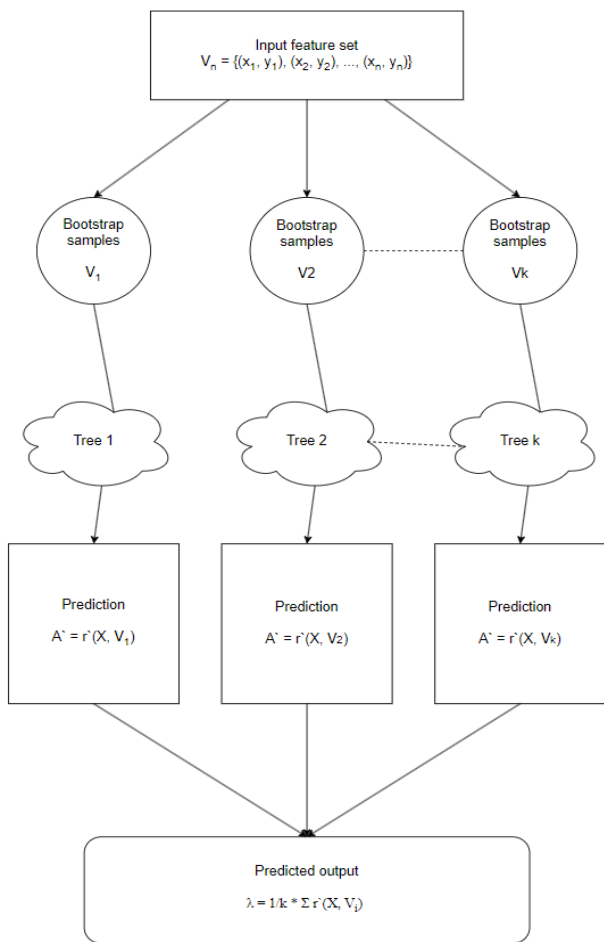 Input feature set
Vₙ = {(x₁, y₁), (x₂, y₂), ..., (xₙ, yₙ)}
Bootstrap
samples
V₁
Bootstrap
samples
V2
Bootstrap
samples
Vk
Tree 1
Tree 2
Tree k
Prediction
A` = r`(X, V₁)
Prediction
A` = r`(X, V₂)
Prediction
A` = r`(X, Vₖ)
Predicted output
λ = 1/k * Σ r`(X, Vᵢ)